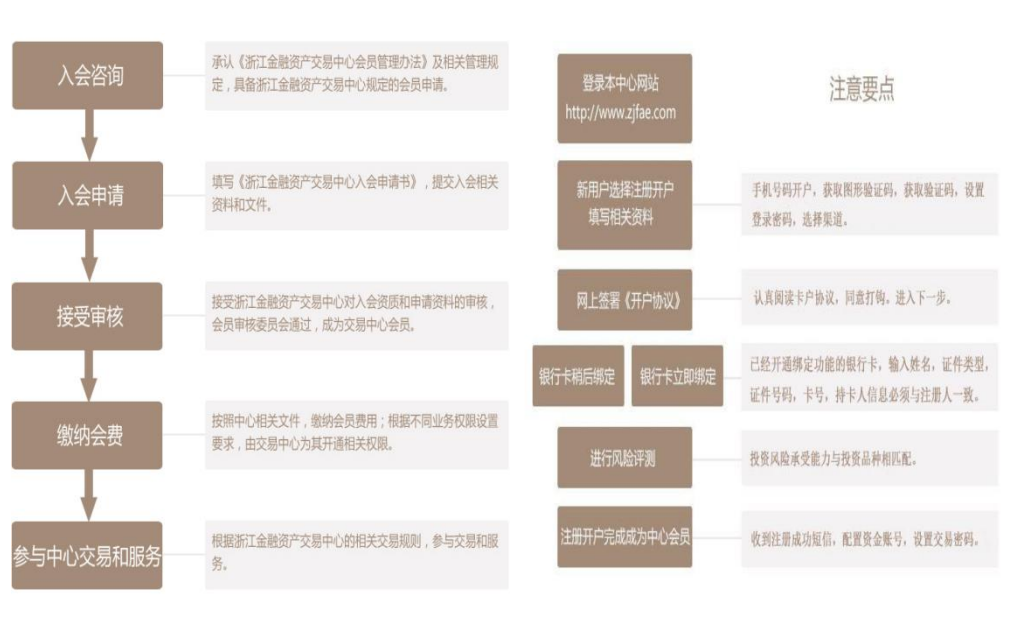 入会咨询
承认《浙江金融资产交易中心会员管理办法》及相关管理规
定，具备浙江金融资产交易中心规定的会员申请。
入会申请
填写《浙江金融资产交易中心入会申请书》，提交入会相关
资料和文件。
接受审核
接受浙江金融资产交易中心对入会资质和申请资料的审核，
会员审核委员会通过，成为交易中心会员。
缴纳会费
按照中心相关文件，缴纳会员费用；根据不同业务权限设置
要求，由交易中心为其开通相关权限。
参与中心交易和服务
根据浙江金融资产交易中心的相关交易规则，参与交易和服
务。
登录本中心网站
http://www.zjfae.com
注意要点
新用户选择注册开户
填写相关资料
手机号码开户，获取图形验证码，获取验证码，设置
登录密码，选择渠道。
网上签署《开户协议》
认真阅读卡户协议，同意打钩，进入下一步。
银行卡稍后绑定
银行卡立即绑定
已经开通绑定功能的银行卡，输入姓名，证件类型，
证件号码，卡号，持卡人信息必须与注册人一致。
进行风险评测
投资风险承受能力与投资品种相匹配。
注册开户完成成为中心会员
收到注册成功短信，配置资金账号，设置交易密码。